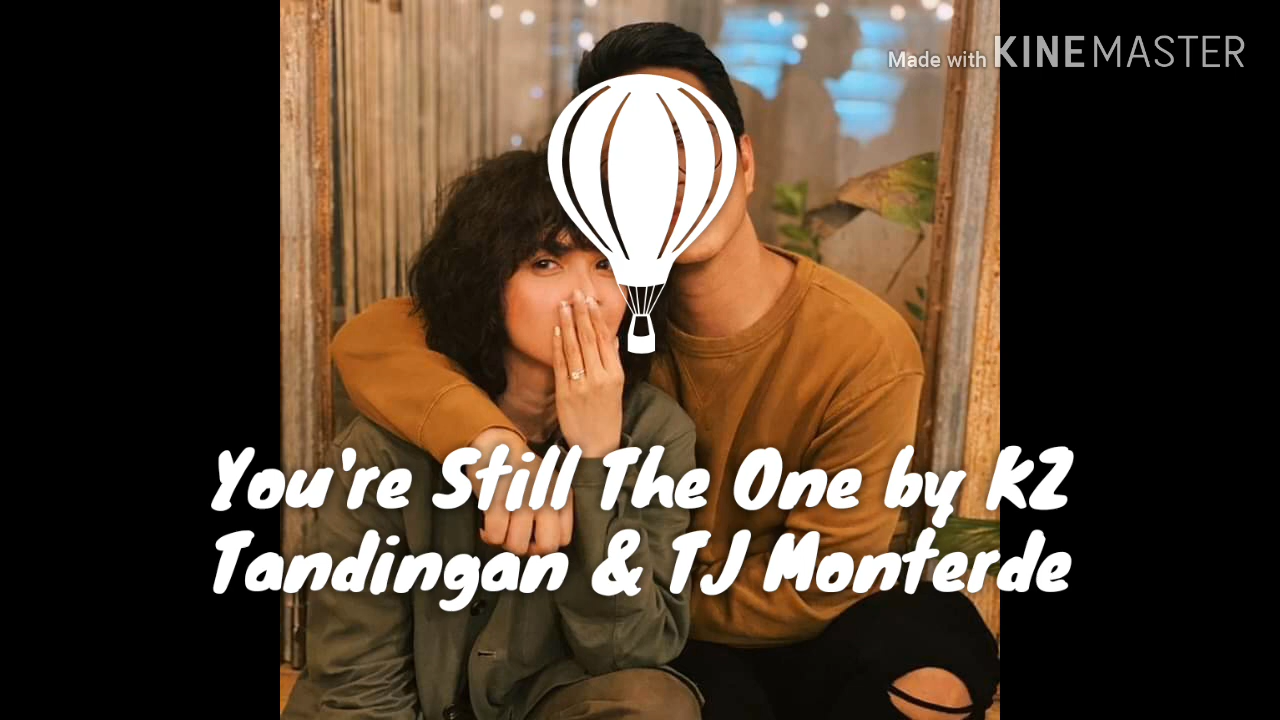 Made with KINEMASTER
You're Still The One by KZ
Tandingan & TJ Monterde